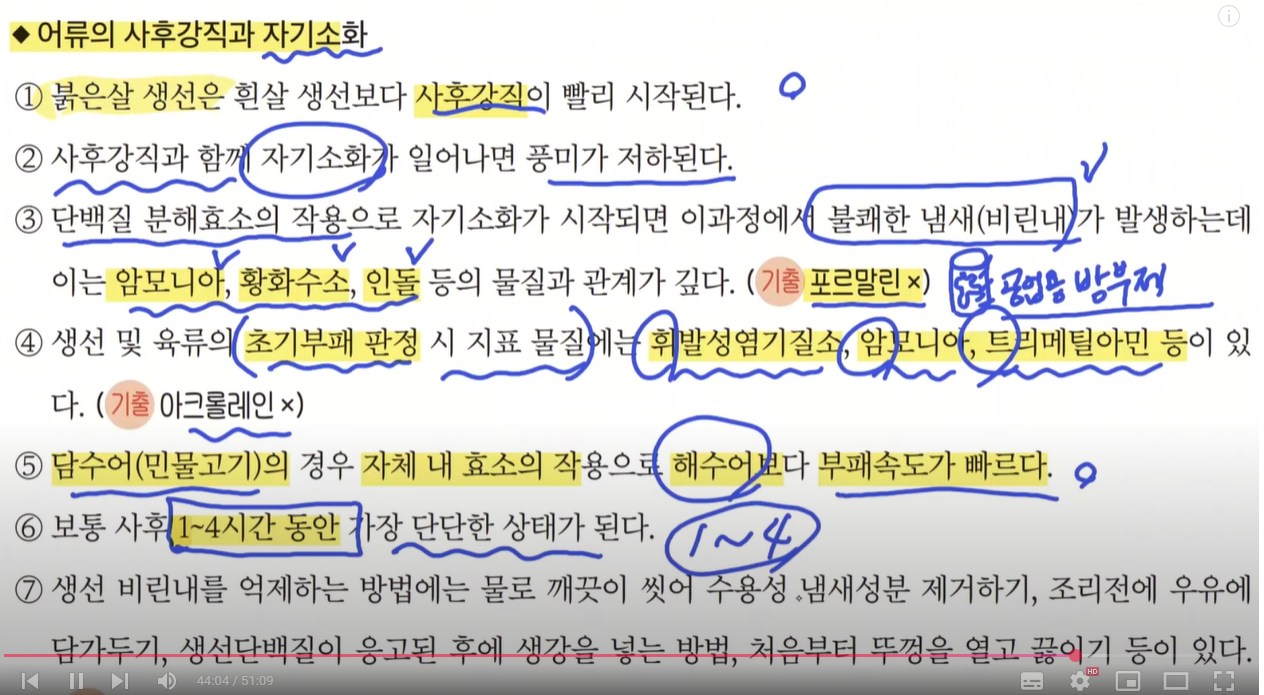 ◆ 어류의 사후강직과 자기소화
① 붉은살 생선은 흰살 생선보다 사후강직이 빨리 시작된다.
② 사후강직과 함께 자기소화가 일어나면 풍미가 저하된다.
③ 단백질 분해효소의 작용으로 자기소화가 시작되면 이과정에서 불쾌한 냄새(비린내)가 발생하는데
이는 암모니아, 황화수소, 인돌 등의 물질과 관계가 깊다. (기출 포르말린 ×) 공업용 방부제
④ 생선 및 육류의 초기부패 판정 시 지표 물질에는 휘발성염기질소, 암모니아, 트리메틸아민 등이 있
다. (기출 아크롤레인 ×)
⑤ 담수어(민물고기)의 경우 자체 내 효소의 작용으로 해수어보다 부패속도가 빠르다.
⑥ 보통 사후 1~4시간 동안 가장 단단한 상태가 된다. 1~4
⑦ 생선 비린내를 억제하는 방법에는 물로 깨끗이 씻어 수용성 냄새성분 제거하기, 조리전에 우유에
담가두기, 생선단백질이 응고된 후에 생강을 넣는 방법, 처음부터 뚜껑을 열고 끓이기 등이 있다.
44:04 / 51:09 HD